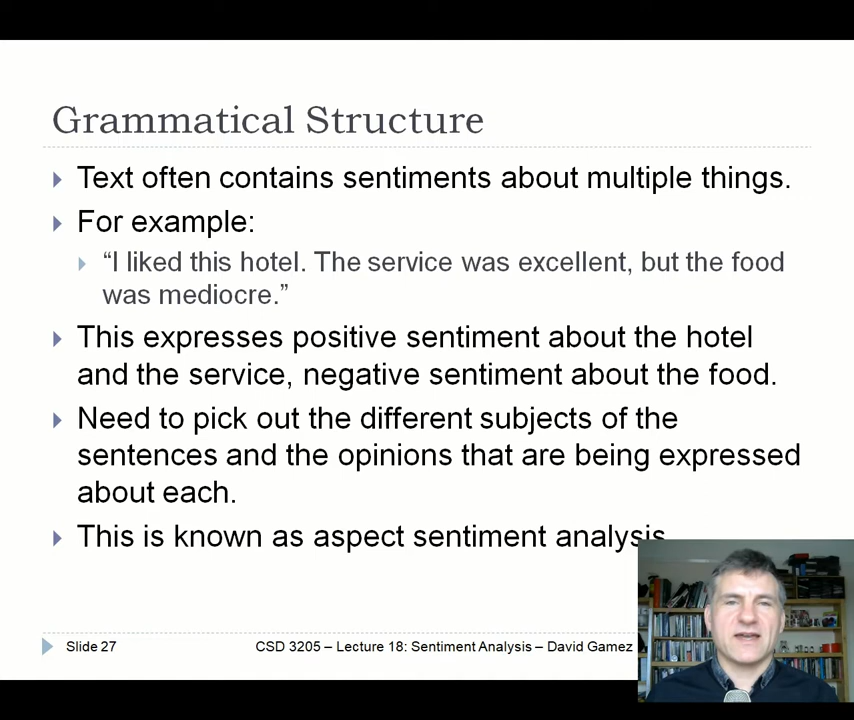 Grammatical Structure
Text often contains sentiments about multiple things.
For example:
“I liked this hotel. The service was excellent, but the food
was mediocre.”
This expresses positive sentiment about the hotel
and the service, negative sentiment about the food.
Need to pick out the different subjects of the
sentences and the opinions that are being expressed
about each.
This is known as aspect sentiment analysis
Slide 27
CSD 3205 – Lecture 18: Sentiment Analysis – David Gamez